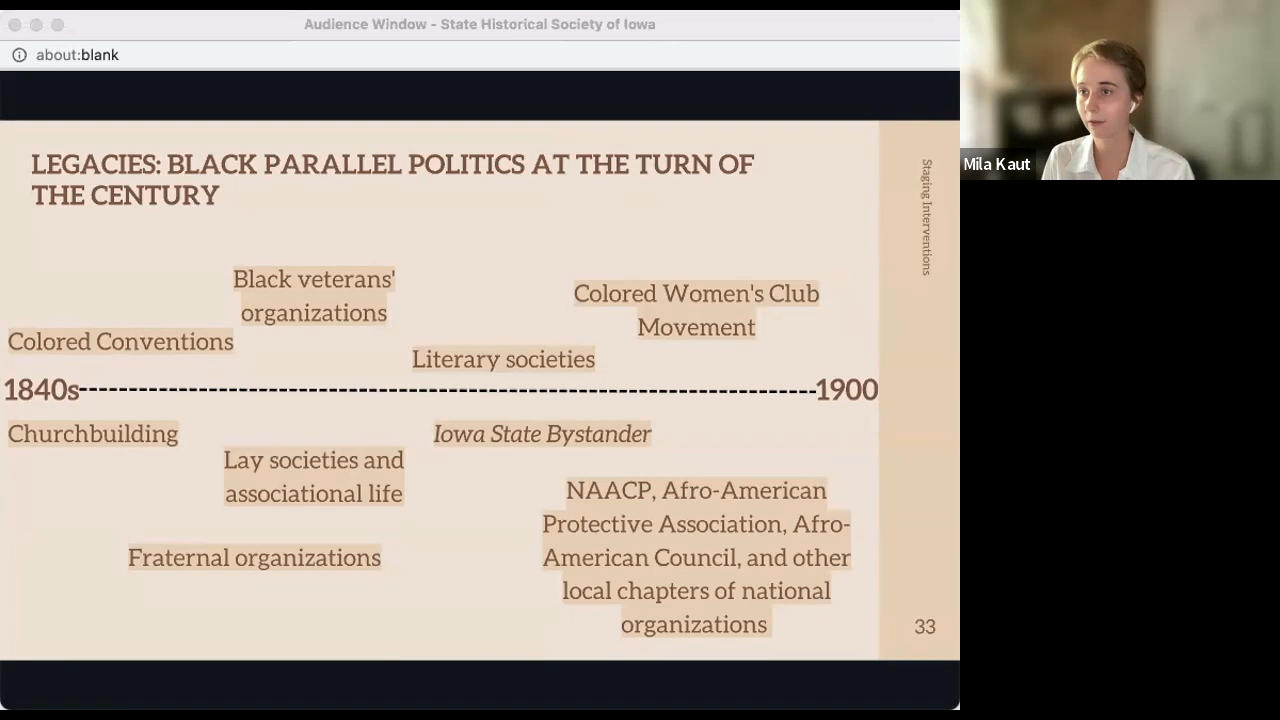 Audience Window - State Historical Society of Iowa
about:blank
LEGACIES: BLACK PARALLEL POLITICS AT THE TURN OF
THE CENTURY
Staging Interventions
Black veterans'
organizations
Colored Women's Club
Movement
Colored Conventions
Literary societies
1840s--------------------1900
Churchbuilding
Iowa State Bystander
Lay societies and
associational life
NAACP, Afro-American
Protective Association, Afro-
American Council, and other
local chapters of national
organizations
Fraternal organizations
33
Mila Kaut